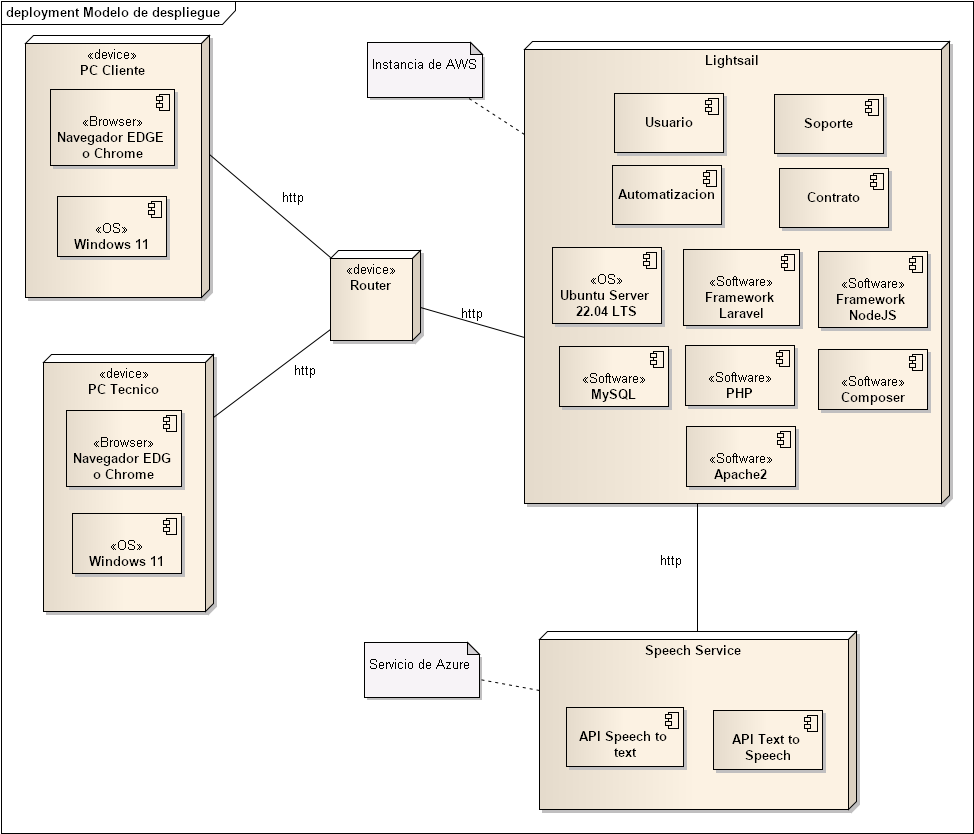 deployment Modelo de despliegue
«device»
PC Cliente
«Browser»
Navegador EDGE
o Chrome
«OS»
Windows 11
http
Instancia de AWS
Lightsail
Usuario
Soporte
Automatizacion
Contrato
«OS»
Ubuntu Server
22.04 LTS
«Software»
Framework
Laravel
«Software»
Framework
NodeJS
«Software»
MySQL
«Software»
PHP
«Software»
Composer
«Software»
Apache2
«device»
Router
http
http
«device»
PC Tecnico
«Browser»
Navegador EDG
o Chrome
«OS»
Windows 11
http
Servicio de Azure
Speech Service
API Speech to
text
API Text to
Speech